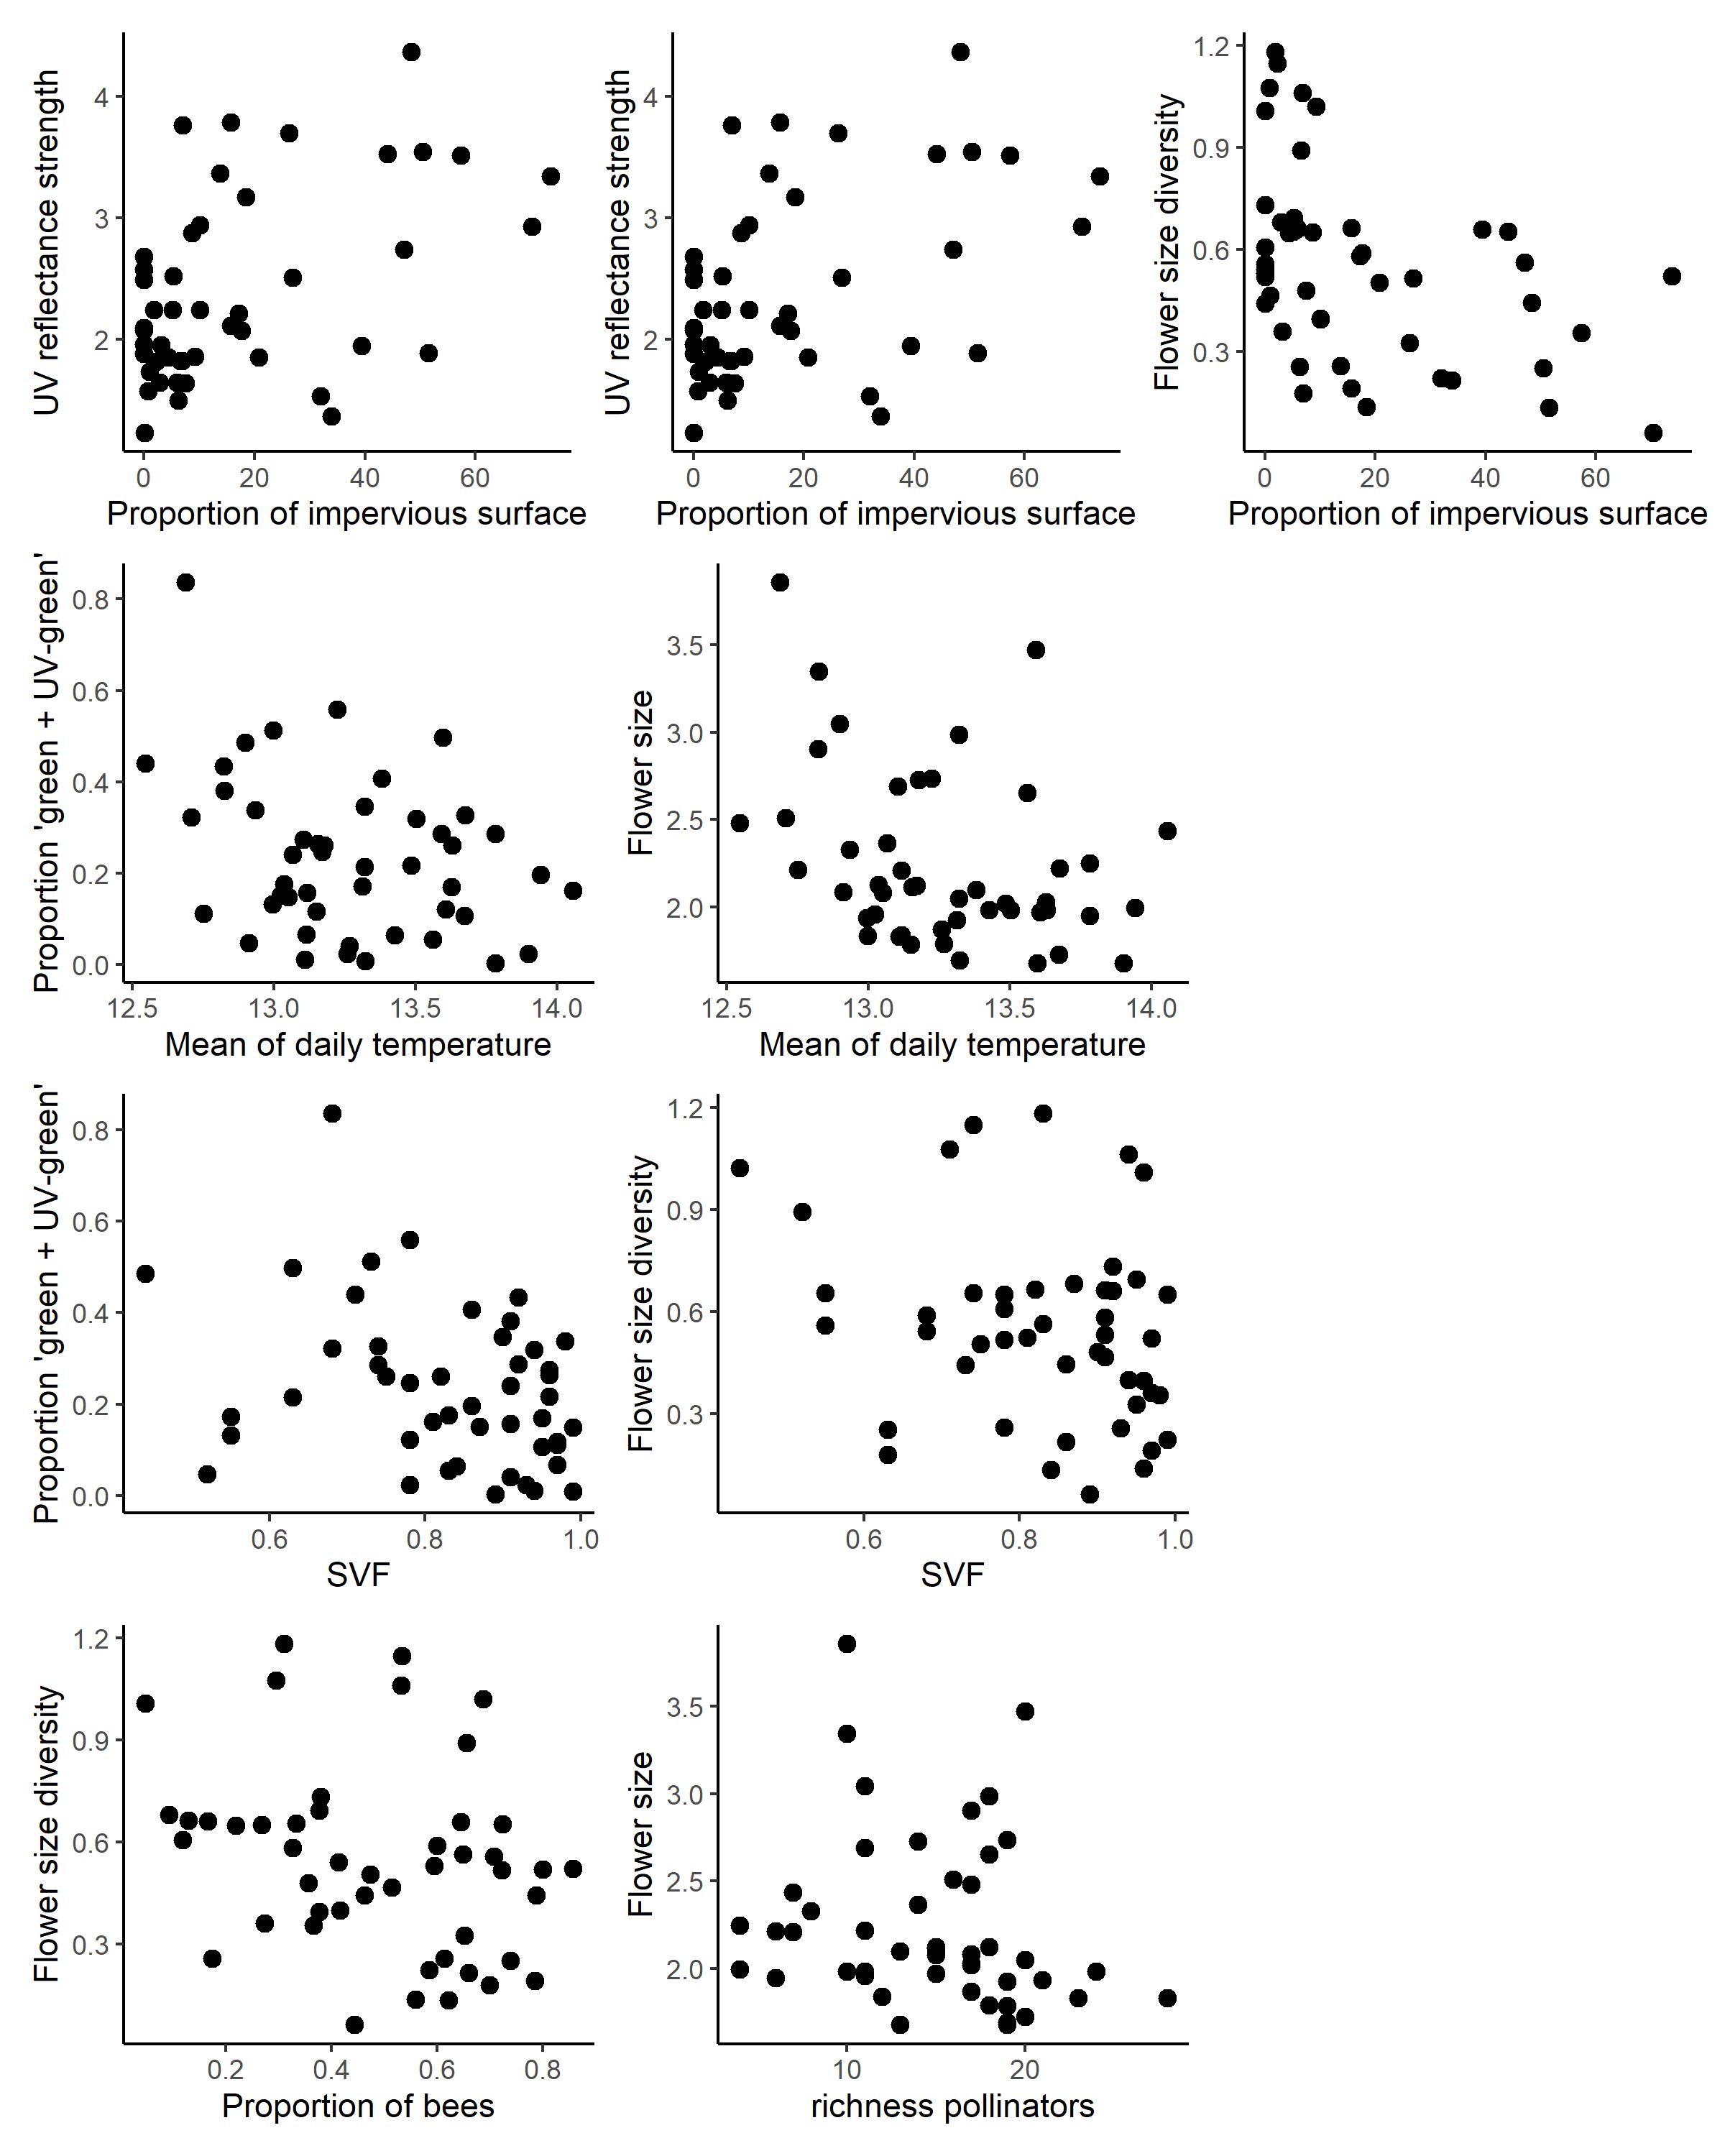 UV reflectance strength
4
3
2
0 20 40 60
Proportion of impervious surface
UV reflectance strength
4
3
2
0 20 40 60
Proportion of impervious surface
Flower size diversity
1.2
0.9
0.6
0.3
0 20 40 60
Proportion of impervious surface
Proportion 'green + UV-green'
0.8
0.6
0.4
0.2
0.0
12.5 13.0 13.5 14.0
Mean of daily temperature
Flower size
3.5
3.0
2.5
2.0
12.5 13.0 13.5 14.0
Mean of daily temperature
Proportion 'green + UV-green'
0.8
0.6
0.4
0.2
0.0
0.6 0.8 1.0
SVF
Flower size diversity
1.2
0.9
0.6
0.3
0.6 0.8 1.0
SVF
Flower size diversity
1.2
0.9
0.6
0.3
0.2 0.4 0.6 0.8
Proportion of bees
Flower size
3.5
3.0
2.5
2.0
10 20
richness pollinators